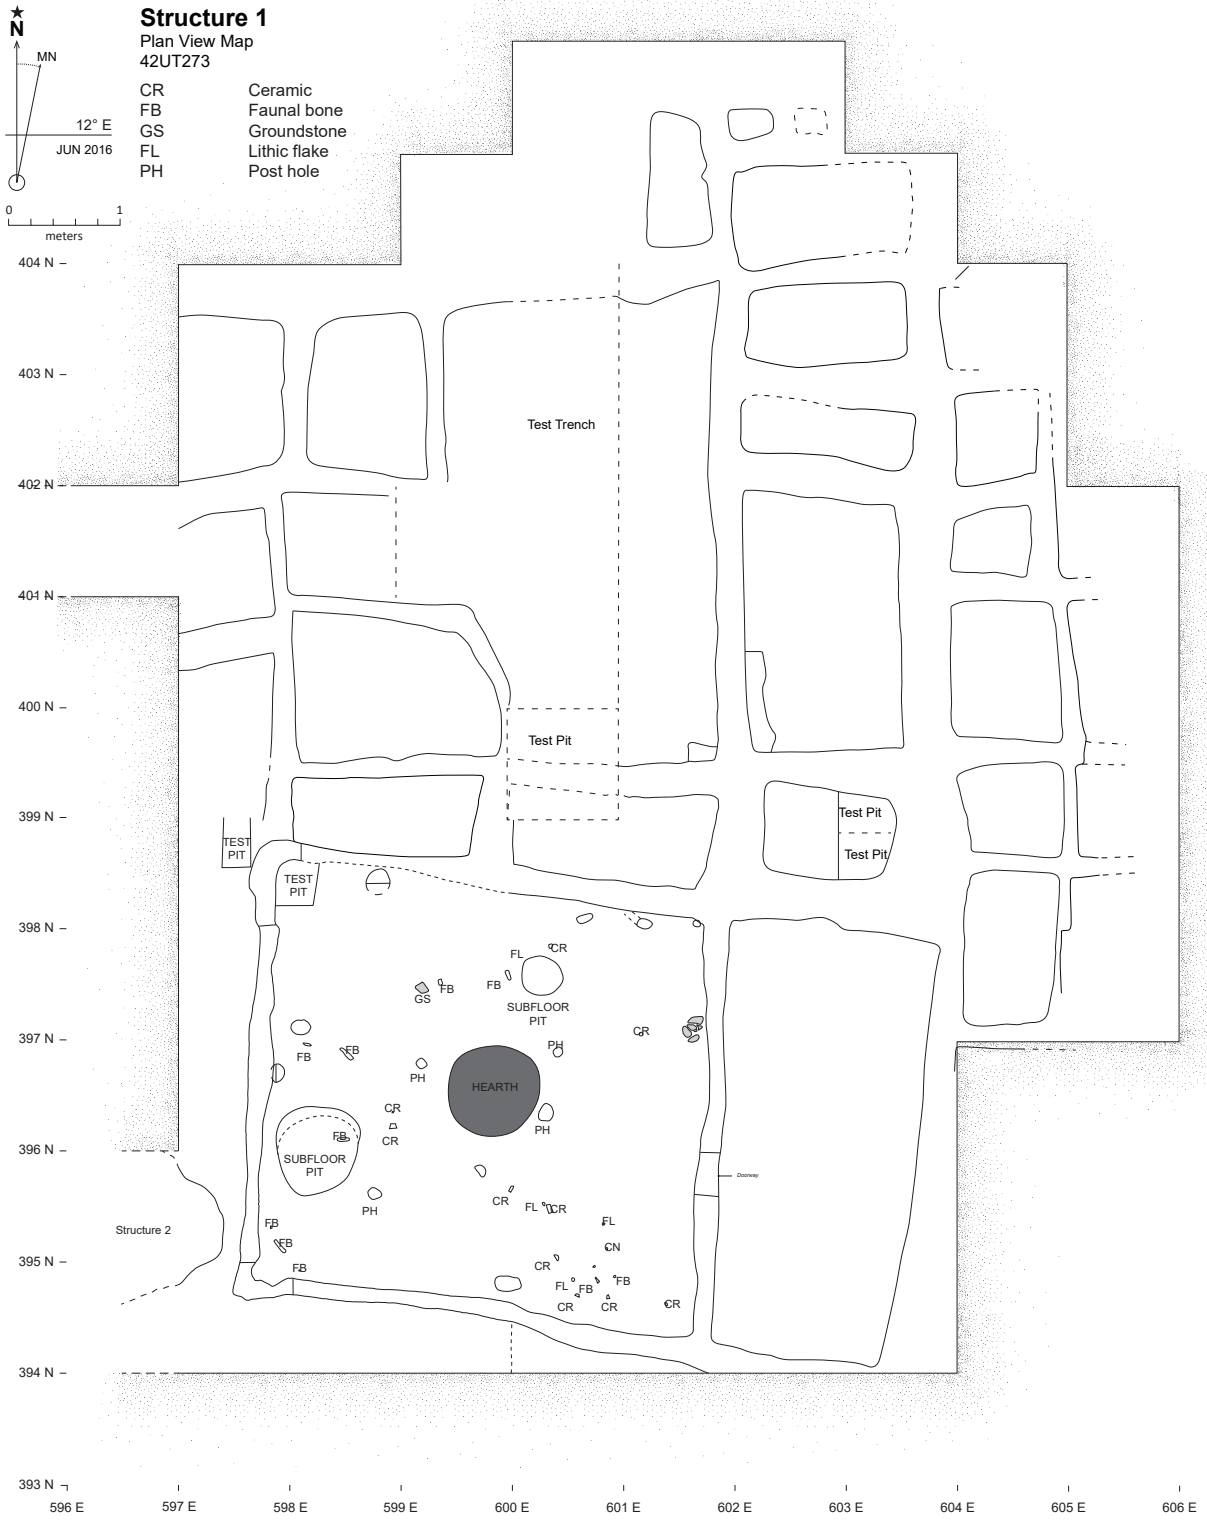 N
MN
12° E
JUN 2016
0 1
meters
Structure 1
Plan View Map
42UT273
CR Ceramic
FB Faunal bone
GS Groundstone
FL Lithic flake
PH Post hole
404 N
403 N
Test Trench
402 N
401 N
400 N
Test Pit
399 N
Test Pit
TEST
PIT
Test Pit
TEST
PIT
398 N
FL CR
FB FB
GS
SUBFLOOR
PIT
397 N
CR
PH
FB FB
PH
HEARTH
CR
PH
CR
396 N
FB
SUBFLOOR
PIT
Doorway
CR
FL CR
PH
FB
FL
Structure 2
FB
CN
395 N
FB
CR
FL FB FB
CR CR CR
394 N
393 N
596 E 597 E 598 E 599 E 600 E 601 E 602 E 603 E 604 E 605 E 606 E